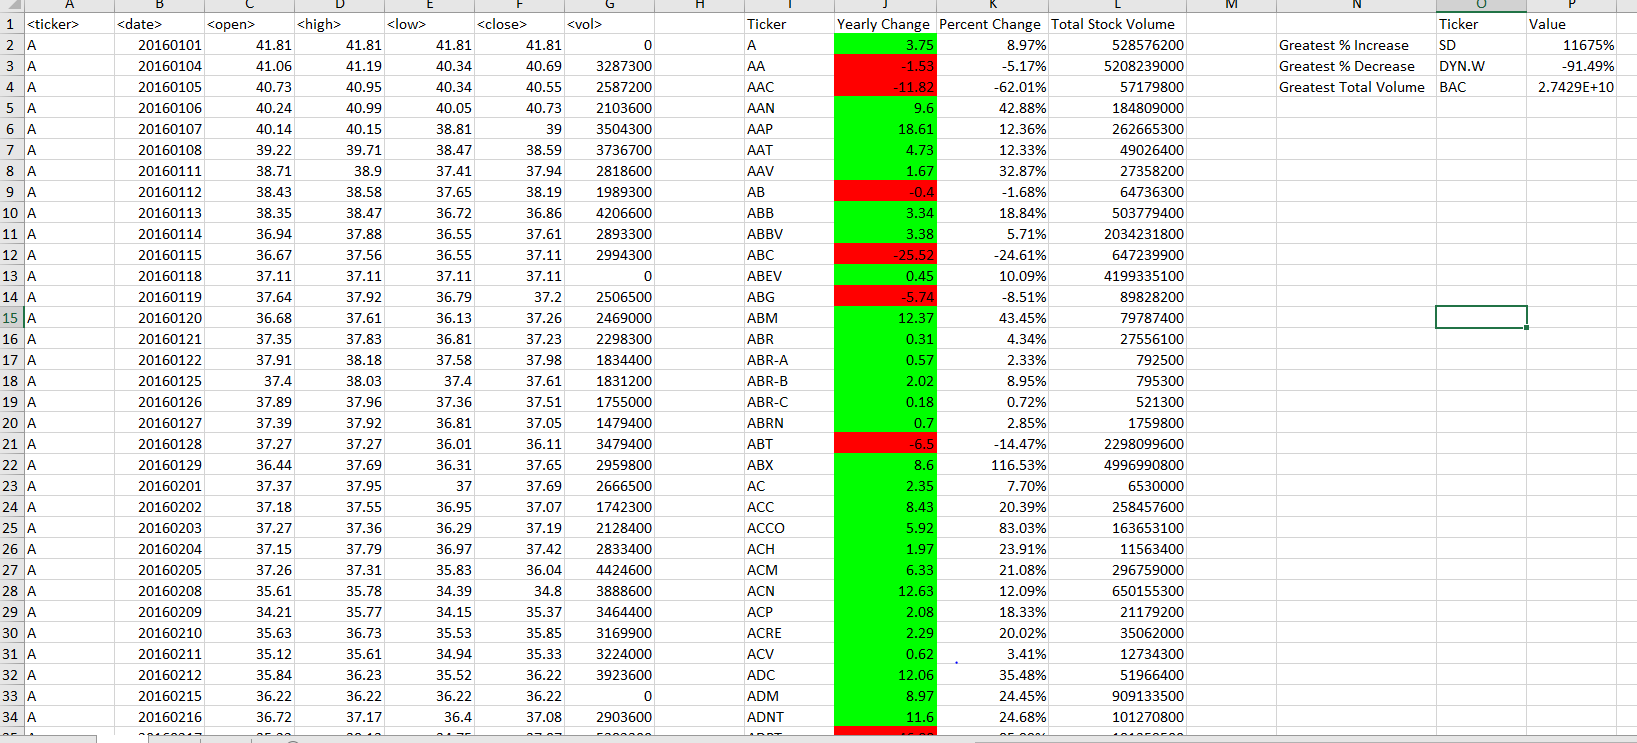 A B C D E F G H I J K L M N O P
1 <ticker> <date> <open> <high> <low> <close> <vol> Ticker Yearly Change Percent Change Total Stock Volume Ticker Value
2 A 20160101 41.81 41.81 41.81 41.81 0 A 3.75 8.97% 528576200 Greatest % Increase SD 11675%
3 A 20160104 41.06 41.19 40.34 40.69 3287300 AA -1.53 -5.17% 5208239000 Greatest % Decrease DYN.W -91.49%
4 A 20160105 40.73 40.95 40.34 40.55 2587200 AAC -11.82 -62.01% 57179800 Greatest Total Volume BAC 2.7429E+10
5 A 20160106 40.24 40.99 40.05 40.73 2103600 AAN 9.6 42.88% 184809000
6 A 20160107 40.14 40.15 38.81 39 3504300 AAP 18.61 12.36% 262665300
7 A 20160108 39.22 39.71 38.47 38.59 3736700 AAT 4.73 12.33% 49026400
8 A 20160111 38.71 38.9 37.41 37.94 2818600 AAV 1.67 32.87% 27358200
9 A 20160112 38.43 38.58 37.65 38.19 1989300 AB -0.4 -1.68% 64736300
10 A 20160113 38.35 38.47 36.72 36.86 4206600 ABB 3.34 18.84% 503779400
11 A 20160114 36.94 37.88 36.55 37.61 2893300 ABBV 3.38 5.71% 2034231800
12 A 20160115 36.67 37.56 36.55 37.11 2994300 ABC -25.52 -24.61% 647239900
13 A 20160118 37.11 37.11 37.11 37.11 0 ABEV 0.45 10.09% 4199335100
14 A 20160119 37.64 37.92 36.79 37.2 2506500 ABG -5.74 -8.51% 89828200
15 A 20160120 36.68 37.61 36.13 37.26 2469000 ABM 12.37 43.45% 79787400
16 A 20160121 37.35 37.83 36.81 37.23 2298300 ABR 0.31 4.34% 27556100
17 A 20160122 37.91 38.18 37.58 37.98 1834400 ABR-A 0.57 2.33% 792500
18 A 20160125 37.4 38.03 37.4 37.61 1831200 ABR-B 2.02 8.95% 795300
19 A 20160126 37.89 37.96 37.36 37.51 1755000 ABR-C 0.18 0.72% 521300
20 A 20160127 37.39 37.92 36.81 37.05 1479400 ABRN 0.7 2.85% 1759800
21 A 20160128 37.27 37.27 36.01 36.11 3479400 ABT -6.5 -14.47% 2298099600
22 A 20160129 36.44 37.69 36.31 37.65 2959800 ABX 8.6 116.53% 4996990800
23 A 20160201 37.37 37.95 37 37.69 2666500 AC 2.35 7.70% 6530000
24 A 20160202 37.18 37.55 36.95 37.07 1742300 ACC 8.43 20.39% 258457600
25 A 20160203 37.27 37.36 36.29 37.19 2128400 ACCO 5.92 83.03% 163653100
26 A 20160204 37.15 37.79 36.97 37.42 2833400 ACH 1.97 23.91% 11563400
27 A 20160205 37.26 37.31 35.83 36.04 4424600 ACM 6.33 21.08% 296759000
28 A 20160208 35.61 35.78 34.39 34.8 3888600 ACN 12.63 12.09% 650155300
29 A 20160209 34.21 35.77 34.15 35.37 3464400 ACP 2.08 18.33% 21179200
30 A 20160210 35.63 36.73 35.53 35.85 3169900 ACRE 2.29 20.02% 35062000
31 A 20160211 35.12 35.61 34.94 35.33 3224000 ACV 0.62 3.41% 12734300
32 A 20160212 35.84 36.23 35.52 36.22 3923600 ADC 12.06 35.48% 51966400
33 A 20160215 36.22 36.22 36.22 36.22 0 ADM 8.97 24.45% 909133500
34 A 20160216 36.72 37.17 36.4 37.08 2903600 ADNT 11.6 24.68% 101270800